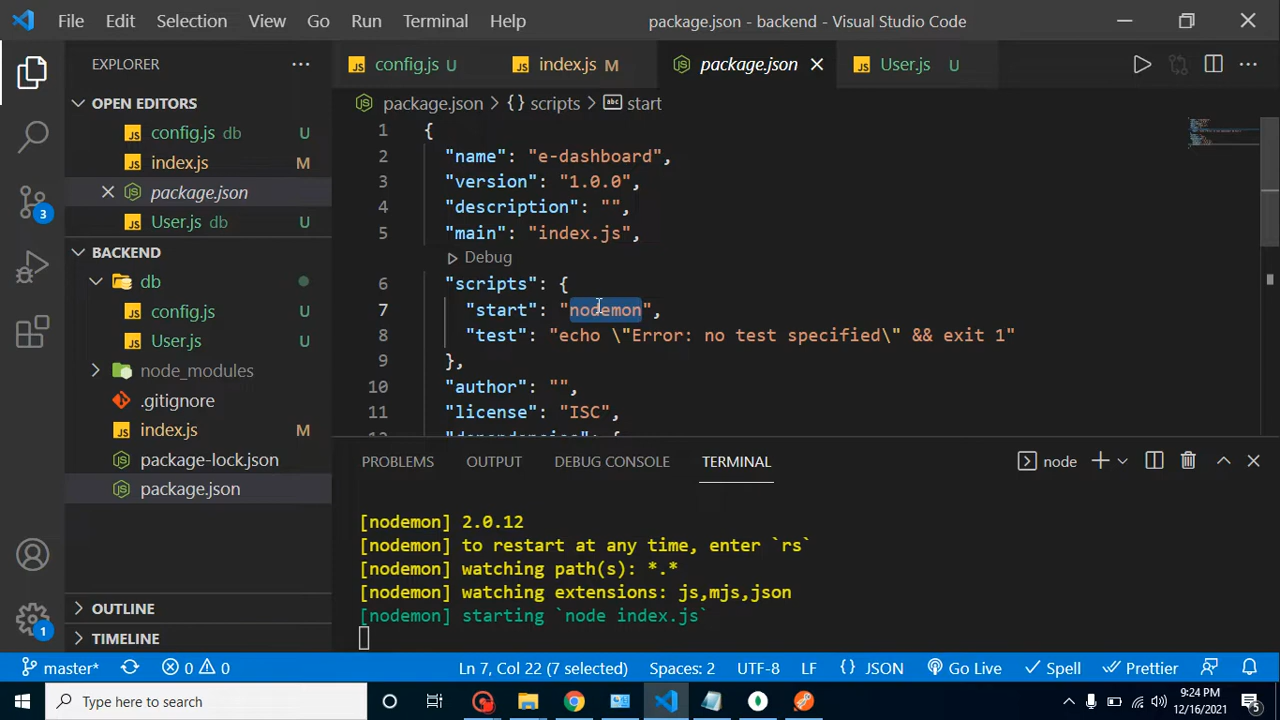 File Edit Selection View Go Run Terminal Help package.json - backend - Visual Studio Code
EXPLORER
config.js U
index.js M
package.json
User.js U
OPEN EDITORS
config.js db U
index.js M
package.json
User.js db U
BACKEND
db
config.js U
User.js U
node_modules
.gitignore
index.js M
package-lock.json
package.json
OUTLINE
TIMELINE
3
1
package.json > {} scripts > abc start
1 {
2 "name": "e-dashboard",
3 "version": "1.0.0",
4 "description": "",
5 "main": "index.js",
Debug
6 "scripts": {
7 "start": "nodemon",
8 "test": "echo \"Error: no test specified\" && exit 1"
9 },
10 "author": "",
11 "license": "ISC",
12 "dependencies": {
PROBLEMS OUTPUT DEBUG CONSOLE TERMINAL node
[nodemon] 2.0.12
[nodemon] to restart at any time, enter `rs`
[nodemon] watching path(s): *.*
[nodemon] watching extensions: js,mjs,json
[nodemon] starting `node index.js`
master* 0 0 Ln 7, Col 22 (7 selected) Spaces: 2 UTF-8 LF {} JSON Go Live Spell Prettier
Type here to search
9:24 PM
12/16/2021
5